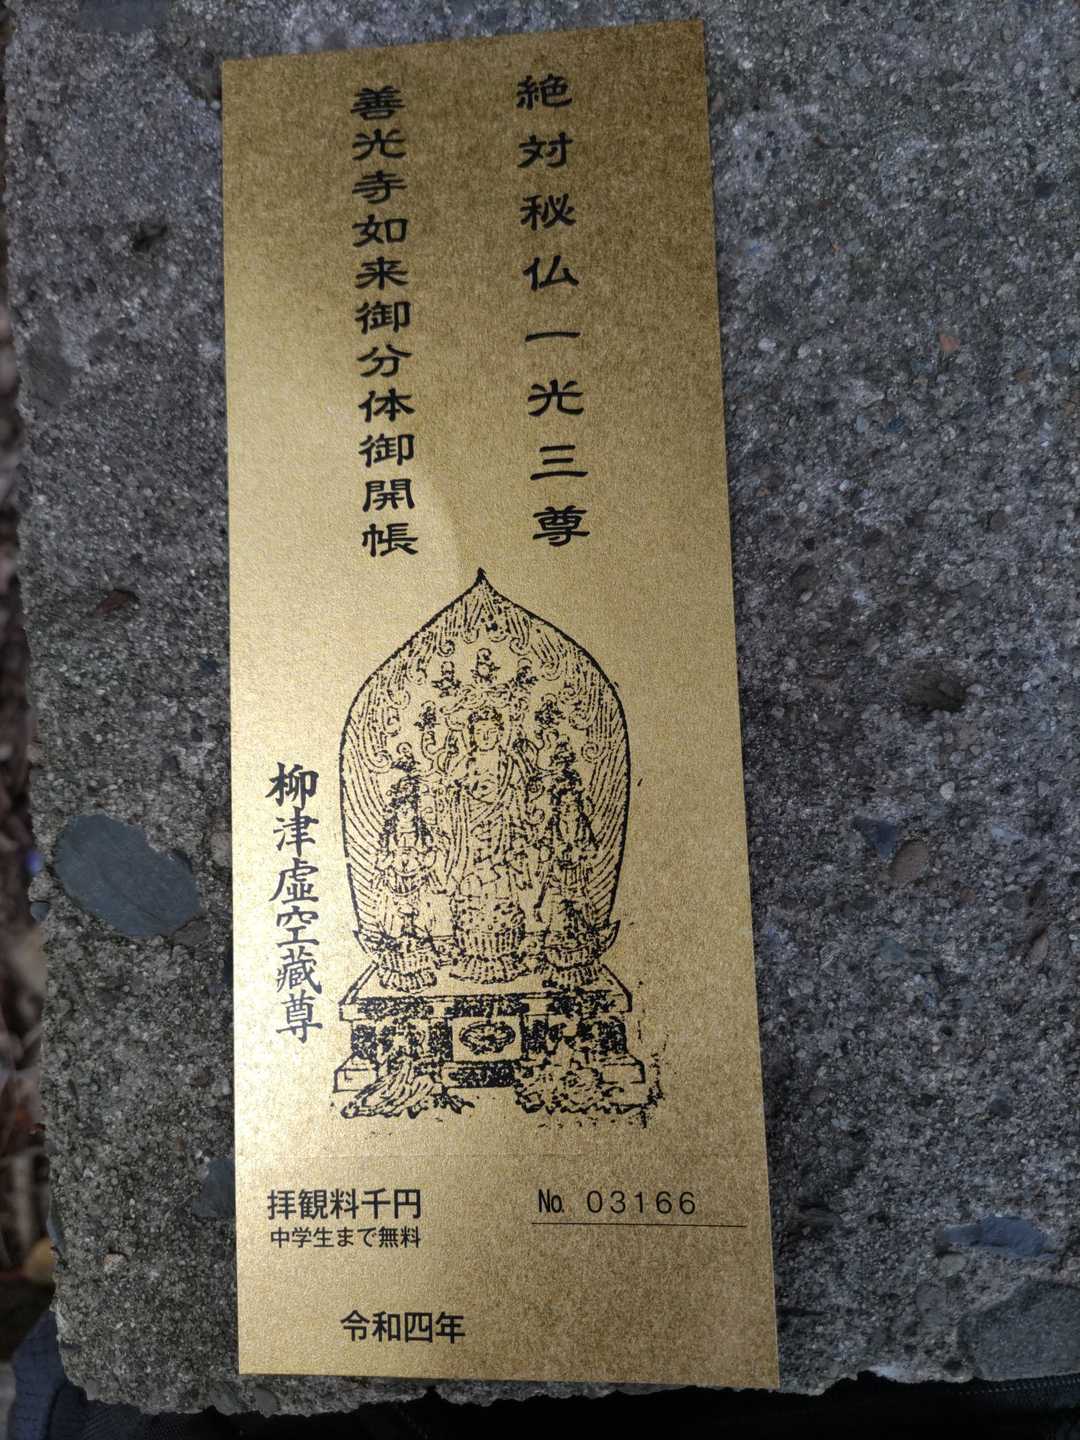 絶対秘仏一光三尊
善光寺如来御分体御開帳
柳津虚空藏尊
拝観料千円
中学生まで無料
№ 03166
令和四年